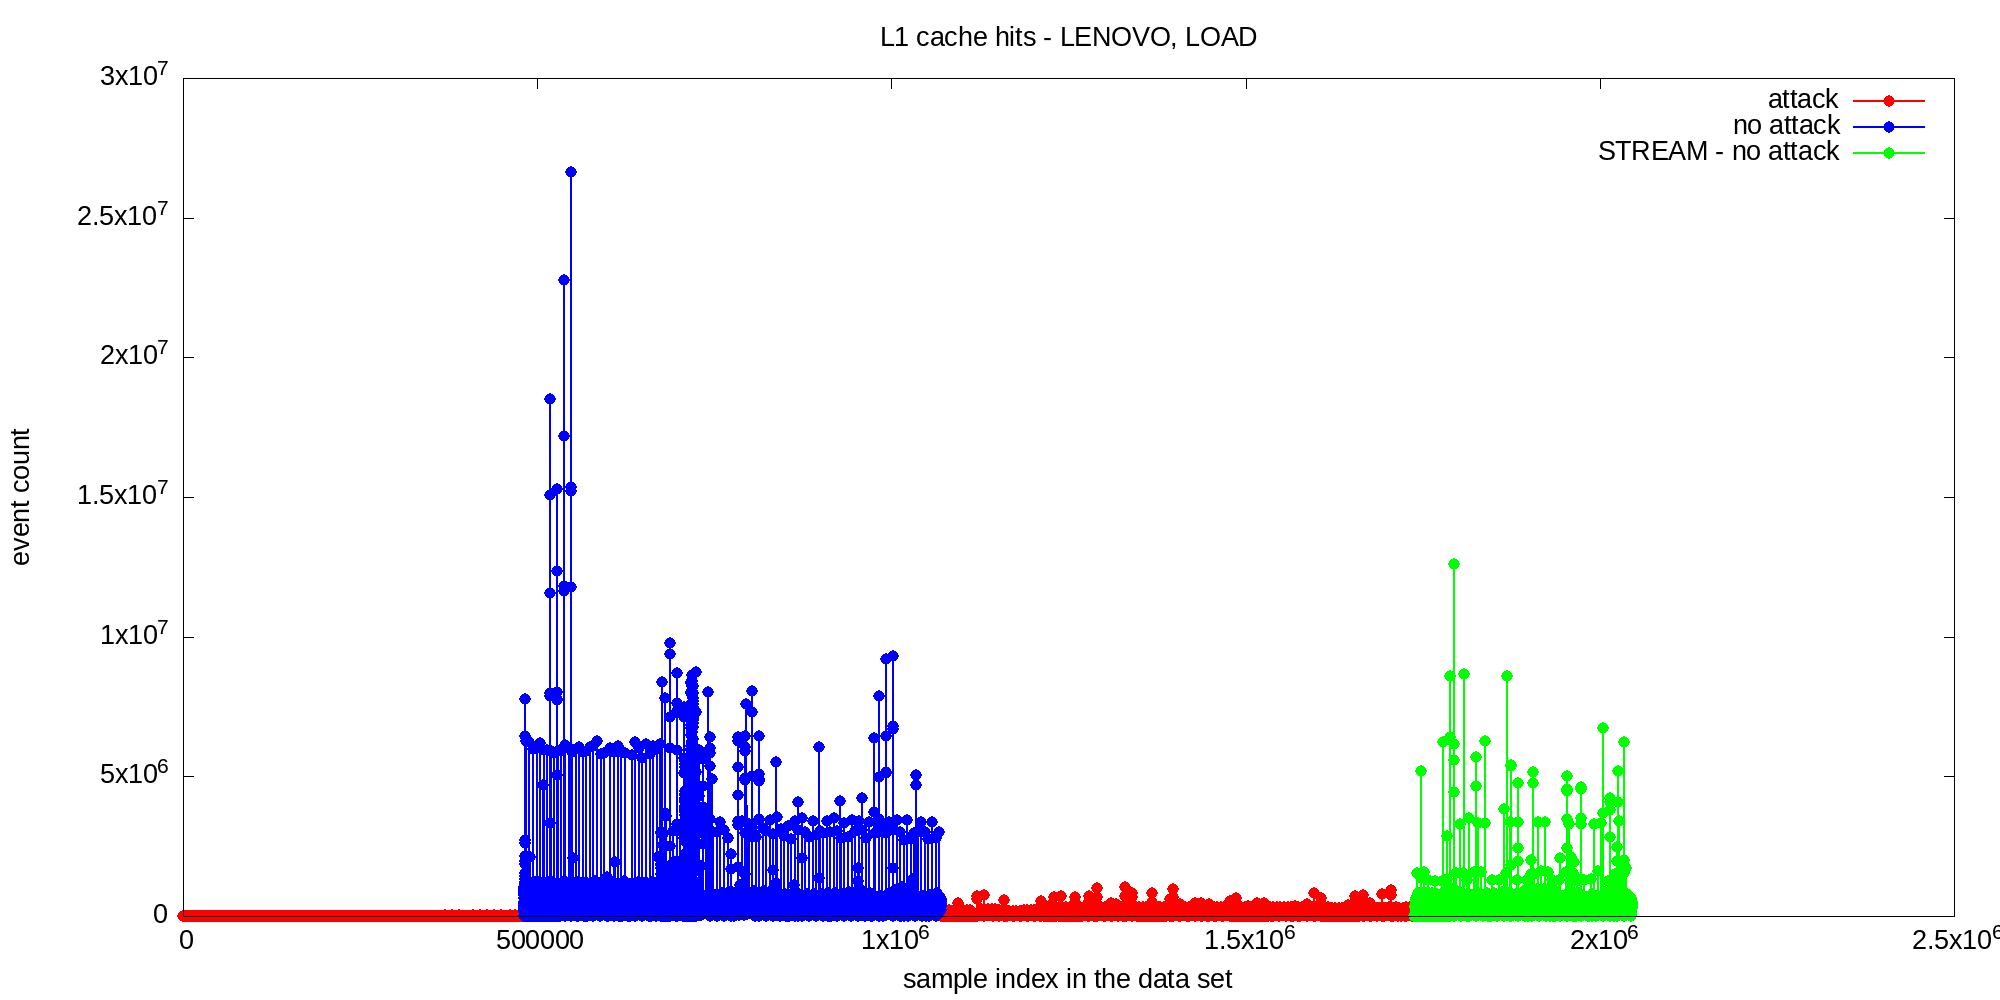 L1 cache hits - LENOVO, LOAD
3x10⁷
2.5x10⁷
2x10⁷
1.5x10⁷
1x10⁷
5x10⁶
0
event count
attack
no attack
STREAM - no attack
0
500000
1x10⁶
1.5x10⁶
2x10⁶
2.5x10⁶
sample index in the data set